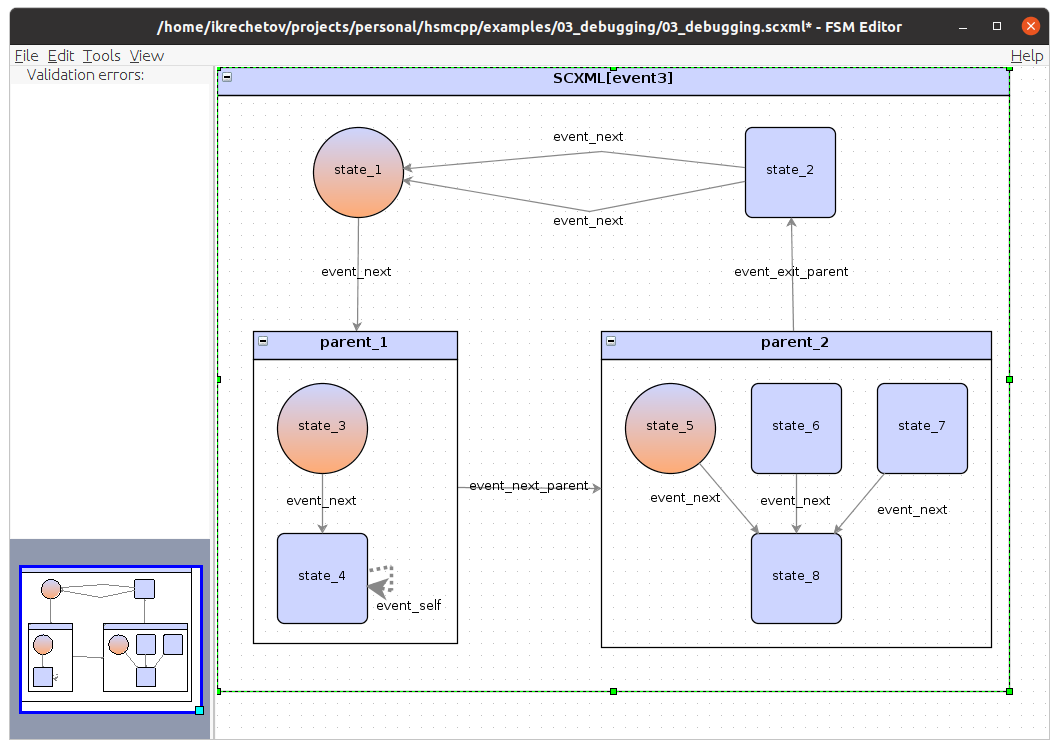 /home/ikrechetov/projects/personal/hsmcpp/examples/03_debugging/03_debugging.scxml* - FSM Editor
File Edit Tools View Help
Validation errors:
SCXML[event3]
event_next
state_1
state_2
event_next
event_next
event_exit_parent
parent_1
parent_2
state_3
state_5
state_6
state_7
event_next_parent
event_next
event_next
event_next
event_next
state_4
state_8
event_self